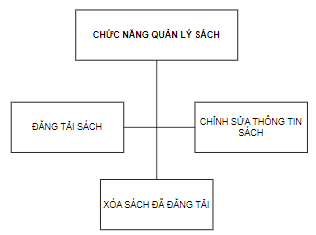 CHỨC NĂNG QUẢN LÝ SÁCH
ĐĂNG TẢI SÁCH
CHỈNH SỬA THÔNG TIN
SÁCH
XÓA SÁCH ĐÃ ĐĂNG TẢI